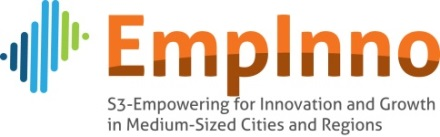 EmpInno
S3-Empowering for Innovation and Growth
in Medium-Sized Cities and Regions